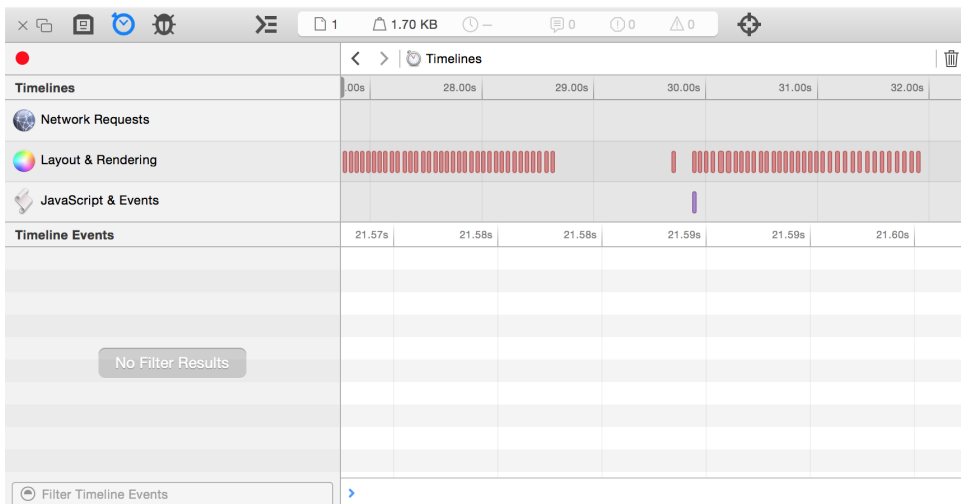 1 1.70 KB — 0 0 0
Timelines
Timelines .00s 28.00s 29.00s 30.00s 31.00s 32.00s
Network Requests
Layout & Rendering
JavaScript & Events
Timeline Events 21.57s 21.58s 21.58s 21.59s 21.59s 21.60s
No Filter Results
Filter Timeline Events